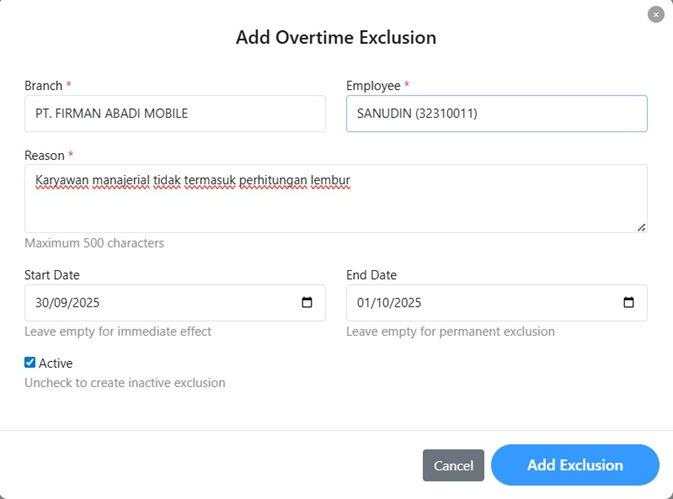 Add Overtime Exclusion
Branch *
Employee *
PT. FIRMAN ABADI MOBILE
SANUDIN (32310011)
Reason *
Karyawan manajerial tidak termasuk perhitungan lembur
Maximum 500 characters
Start Date
End Date
30/09/2025
01/10/2025
Leave empty for immediate effect
Leave empty for permanent exclusion
Active
Uncheck to create inactive exclusion
Cancel
Add Exclusion